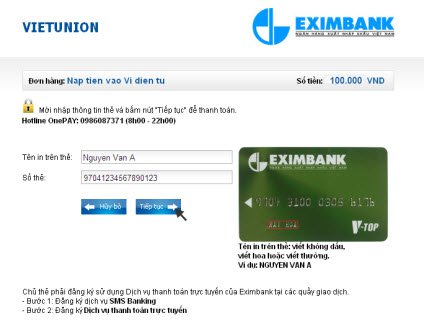 VIETUNION
EXIMBANK
NGÂN HÀNG XUẤT NHẬP KHẨU VIỆT NAM
Đơn hàng: Nap tien vao Vi dien tu
Số tiền: 100.000 VND
Mời nhập thông tin thẻ và bấm nút "Tiếp tục" để thanh toán.
Hotline OnePAY: 0986087371 (8h00 - 22h00)
Tên in trên thẻ: Nguyen Van A
Số thẻ: 97041234567890123
Hủy bỏ
Tiếp tục
EXIMBANK
V-TOP
Tên in trên thẻ: viết không dấu,
viết hoa hoặc viết thường.
Ví dụ: NGUYEN VAN A
Chủ thẻ phải đăng ký sử dụng Dịch vụ thanh toán trực tuyến của Eximbank tại các quầy giao dịch.
- Bước 1: Đăng ký dịch vụ SMS Banking
- Bước 2: Đăng ký Dịch vụ thanh toán trực tuyến